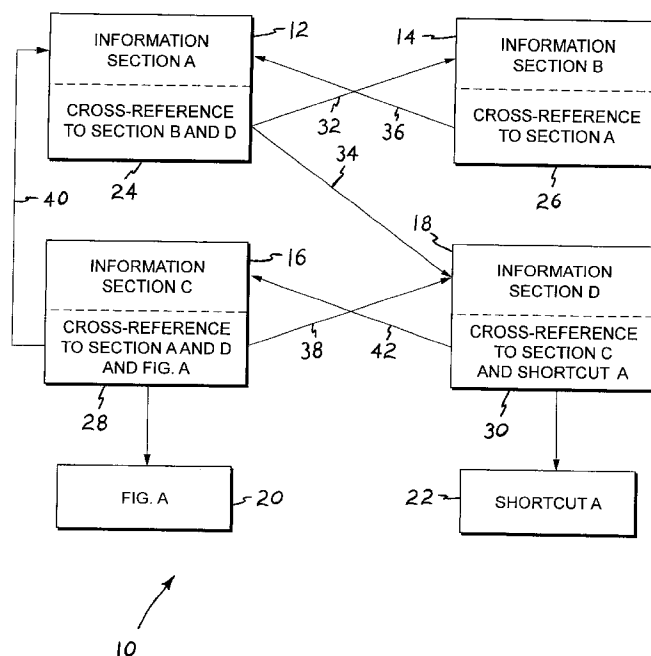 12
INFORMATION
SECTION A
CROSS-REFERENCE
TO SECTION B AND D
24
14
INFORMATION
SECTION B
CROSS-REFERENCE
TO SECTION A
26
32
36
34
40
16
INFORMATION
SECTION C
CROSS-REFERENCE
TO SECTION A AND D
AND FIG. A
28
18
INFORMATION
SECTION D
CROSS-REFERENCE
TO SECTION C
AND SHORTCUT A
30
38
42
FIG. A
20
22
SHORTCUT A
10